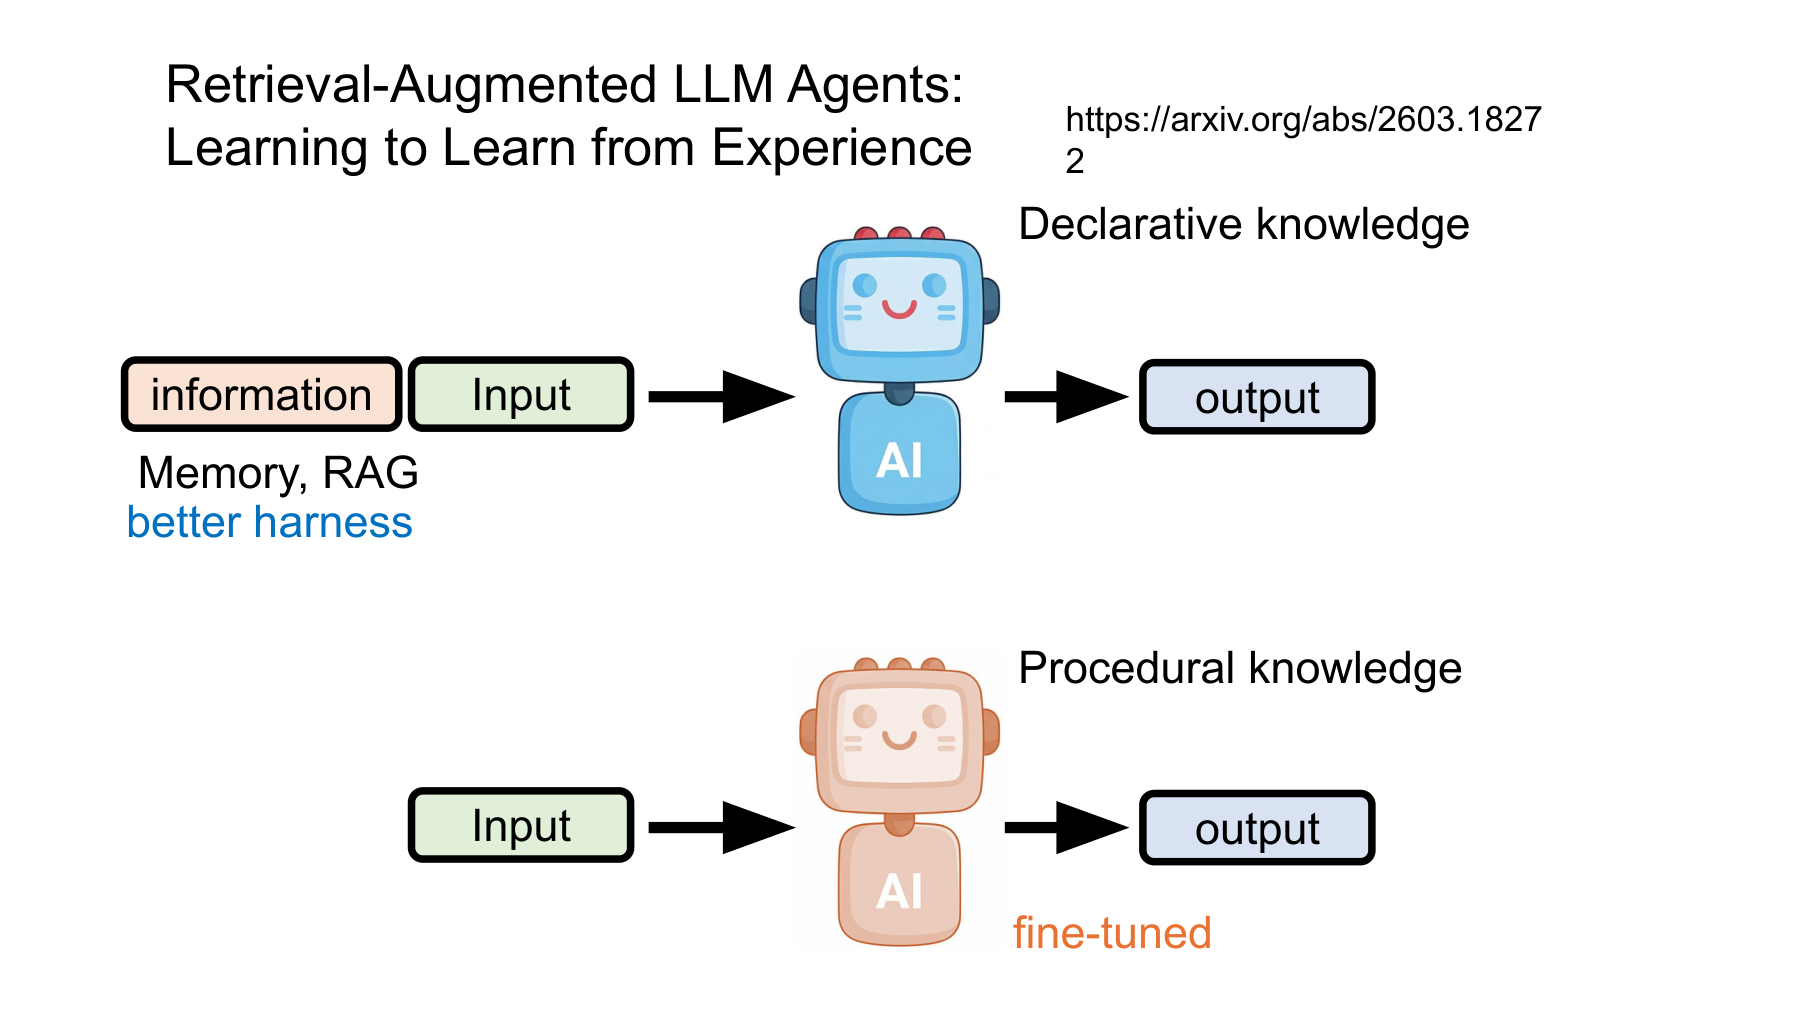 Retrieval-Augmented LLM Agents:
Learning to Learn from Experience
https://arxiv.org/abs/2603.1827
2
Declarative knowledge
information
Input
AI
output
Memory, RAG
better harness
Procedural knowledge
Input
AI
output
fine-tuned